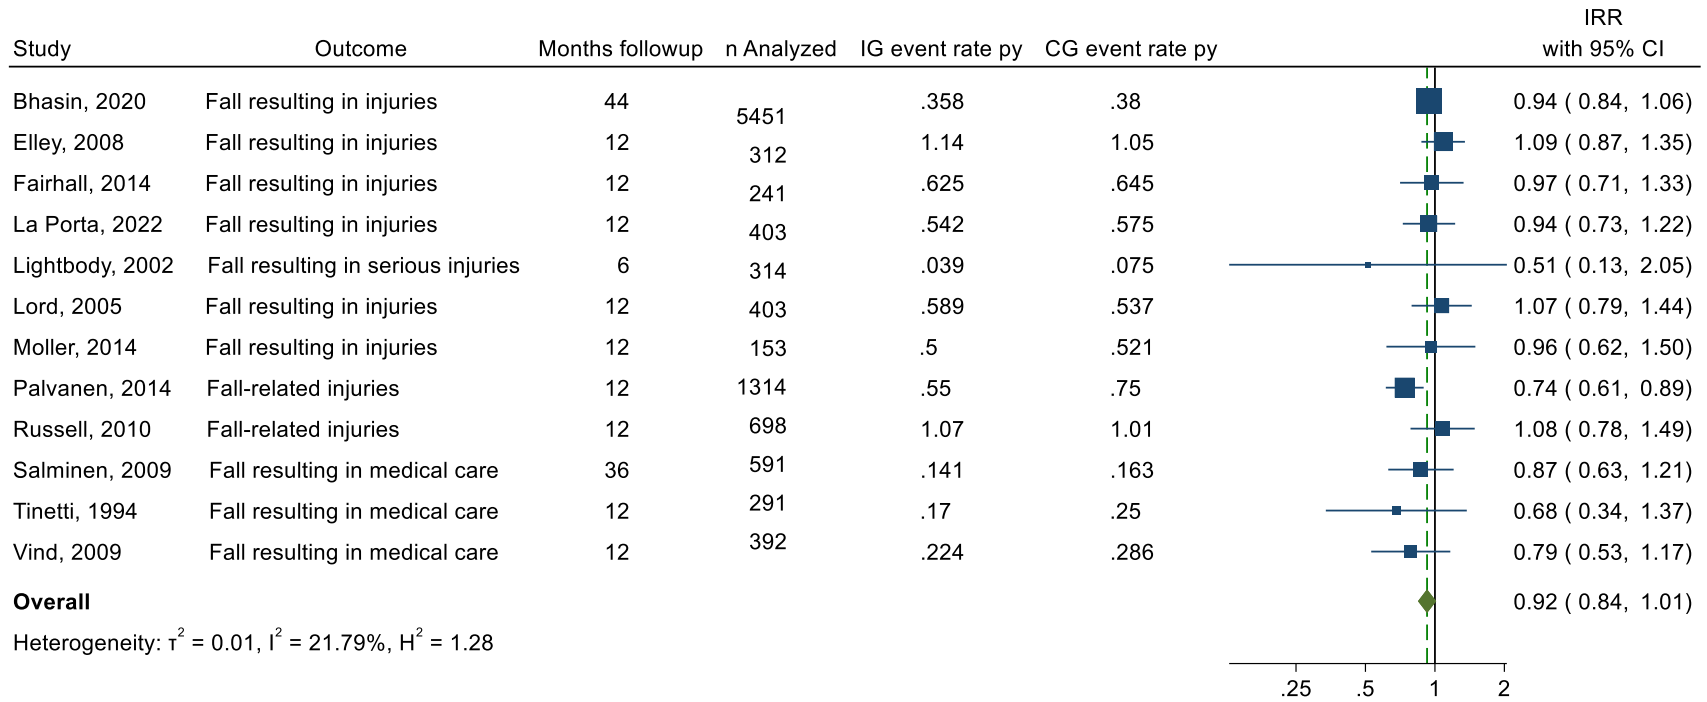 IRR
Study Outcome Months followup n Analyzed IG event rate py CG event rate py with 95% CI
Bhasin, 2020 Fall resulting in injuries 44 5451 .358 .38 0.94 ( 0.84, 1.06)
Elley, 2008 Fall resulting in injuries 12 312 1.14 1.05 1.09 ( 0.87, 1.35)
Fairhall, 2014 Fall resulting in injuries 12 241 .625 .645 0.97 ( 0.71, 1.33)
La Porta, 2022 Fall resulting in injuries 12 403 .542 .575 0.94 ( 0.73, 1.22)
Lightbody, 2002 Fall resulting in serious injuries 6 314 .039 .075 0.51 ( 0.13, 2.05)
Lord, 2005 Fall resulting in injuries 12 403 .589 .537 1.07 ( 0.79, 1.44)
Moller, 2014 Fall resulting in injuries 12 153 .5 .521 0.96 ( 0.62, 1.50)
Palvanen, 2014 Fall-related injuries 12 1314 .55 .75 0.74 ( 0.61, 0.89)
Russell, 2010 Fall-related injuries 12 698 1.07 1.01 1.08 ( 0.78, 1.49)
Salminen, 2009 Fall resulting in medical care 36 591 .141 .163 0.87 ( 0.63, 1.21)
Tinetti, 1994 Fall resulting in medical care 12 291 .17 .25 0.68 ( 0.34, 1.37)
Vind, 2009 Fall resulting in medical care 12 392 .224 .286 0.79 ( 0.53, 1.17)
Overall 0.92 ( 0.84, 1.01)
Heterogeneity: τ² = 0.01, I² = 21.79%, H² = 1.28
.25 .5 1 2